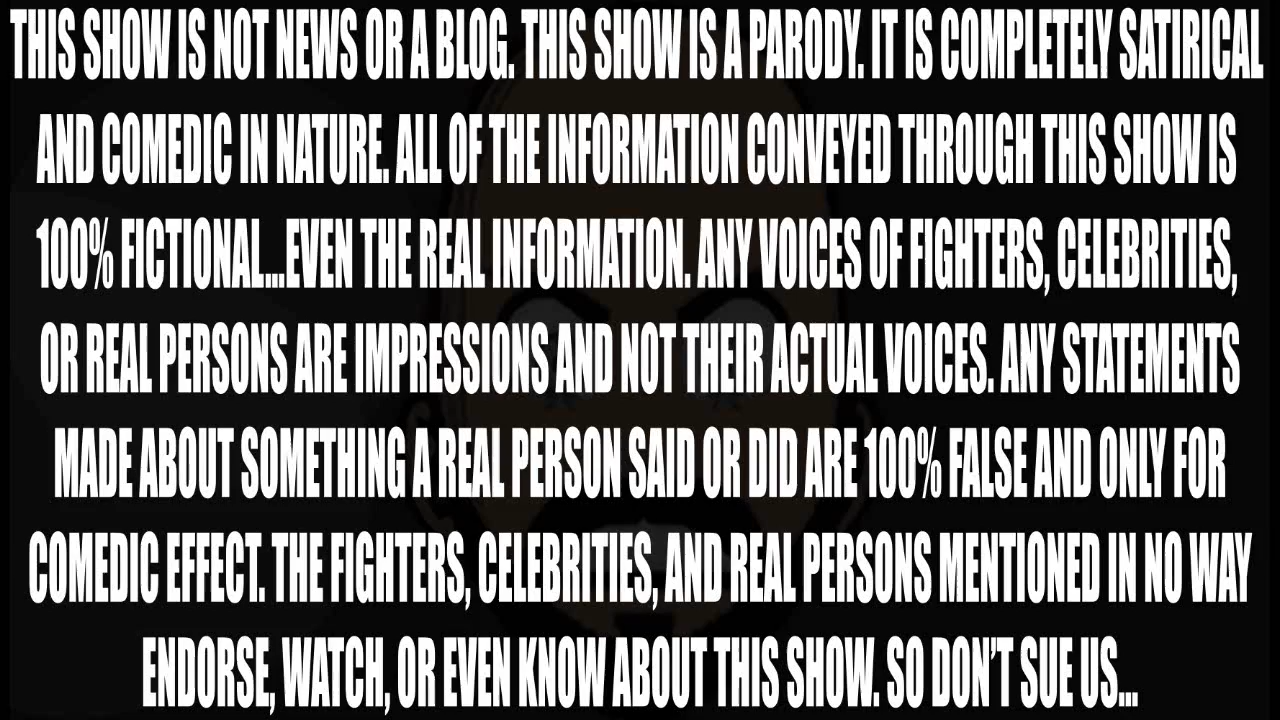 THIS SHOW IS NOT NEWS OR A BLOG. THIS SHOW IS A PARODY. IT IS COMPLETELY SATIRICAL
AND COMEDIC IN NATURE. ALL OF THE INFORMATION CONVEYED THROUGH THIS SHOW IS
100% FICTIONAL...EVEN THE REAL INFORMATION. ANY VOICES OF FIGHTERS, CELEBRITIES,
OR REAL PERSONS ARE IMPRESSIONS AND NOT THEIR ACTUAL VOICES. ANY STATEMENTS
MADE ABOUT SOMETHING A REAL PERSON SAID OR DID ARE 100% FALSE AND ONLY FOR
COMEDIC EFFECT. THE FIGHTERS, CELEBRITIES, AND REAL PERSONS MENTIONED IN NO WAY
ENDORSE, WATCH, OR EVEN KNOW ABOUT THIS SHOW. SO DON'T SUE US...